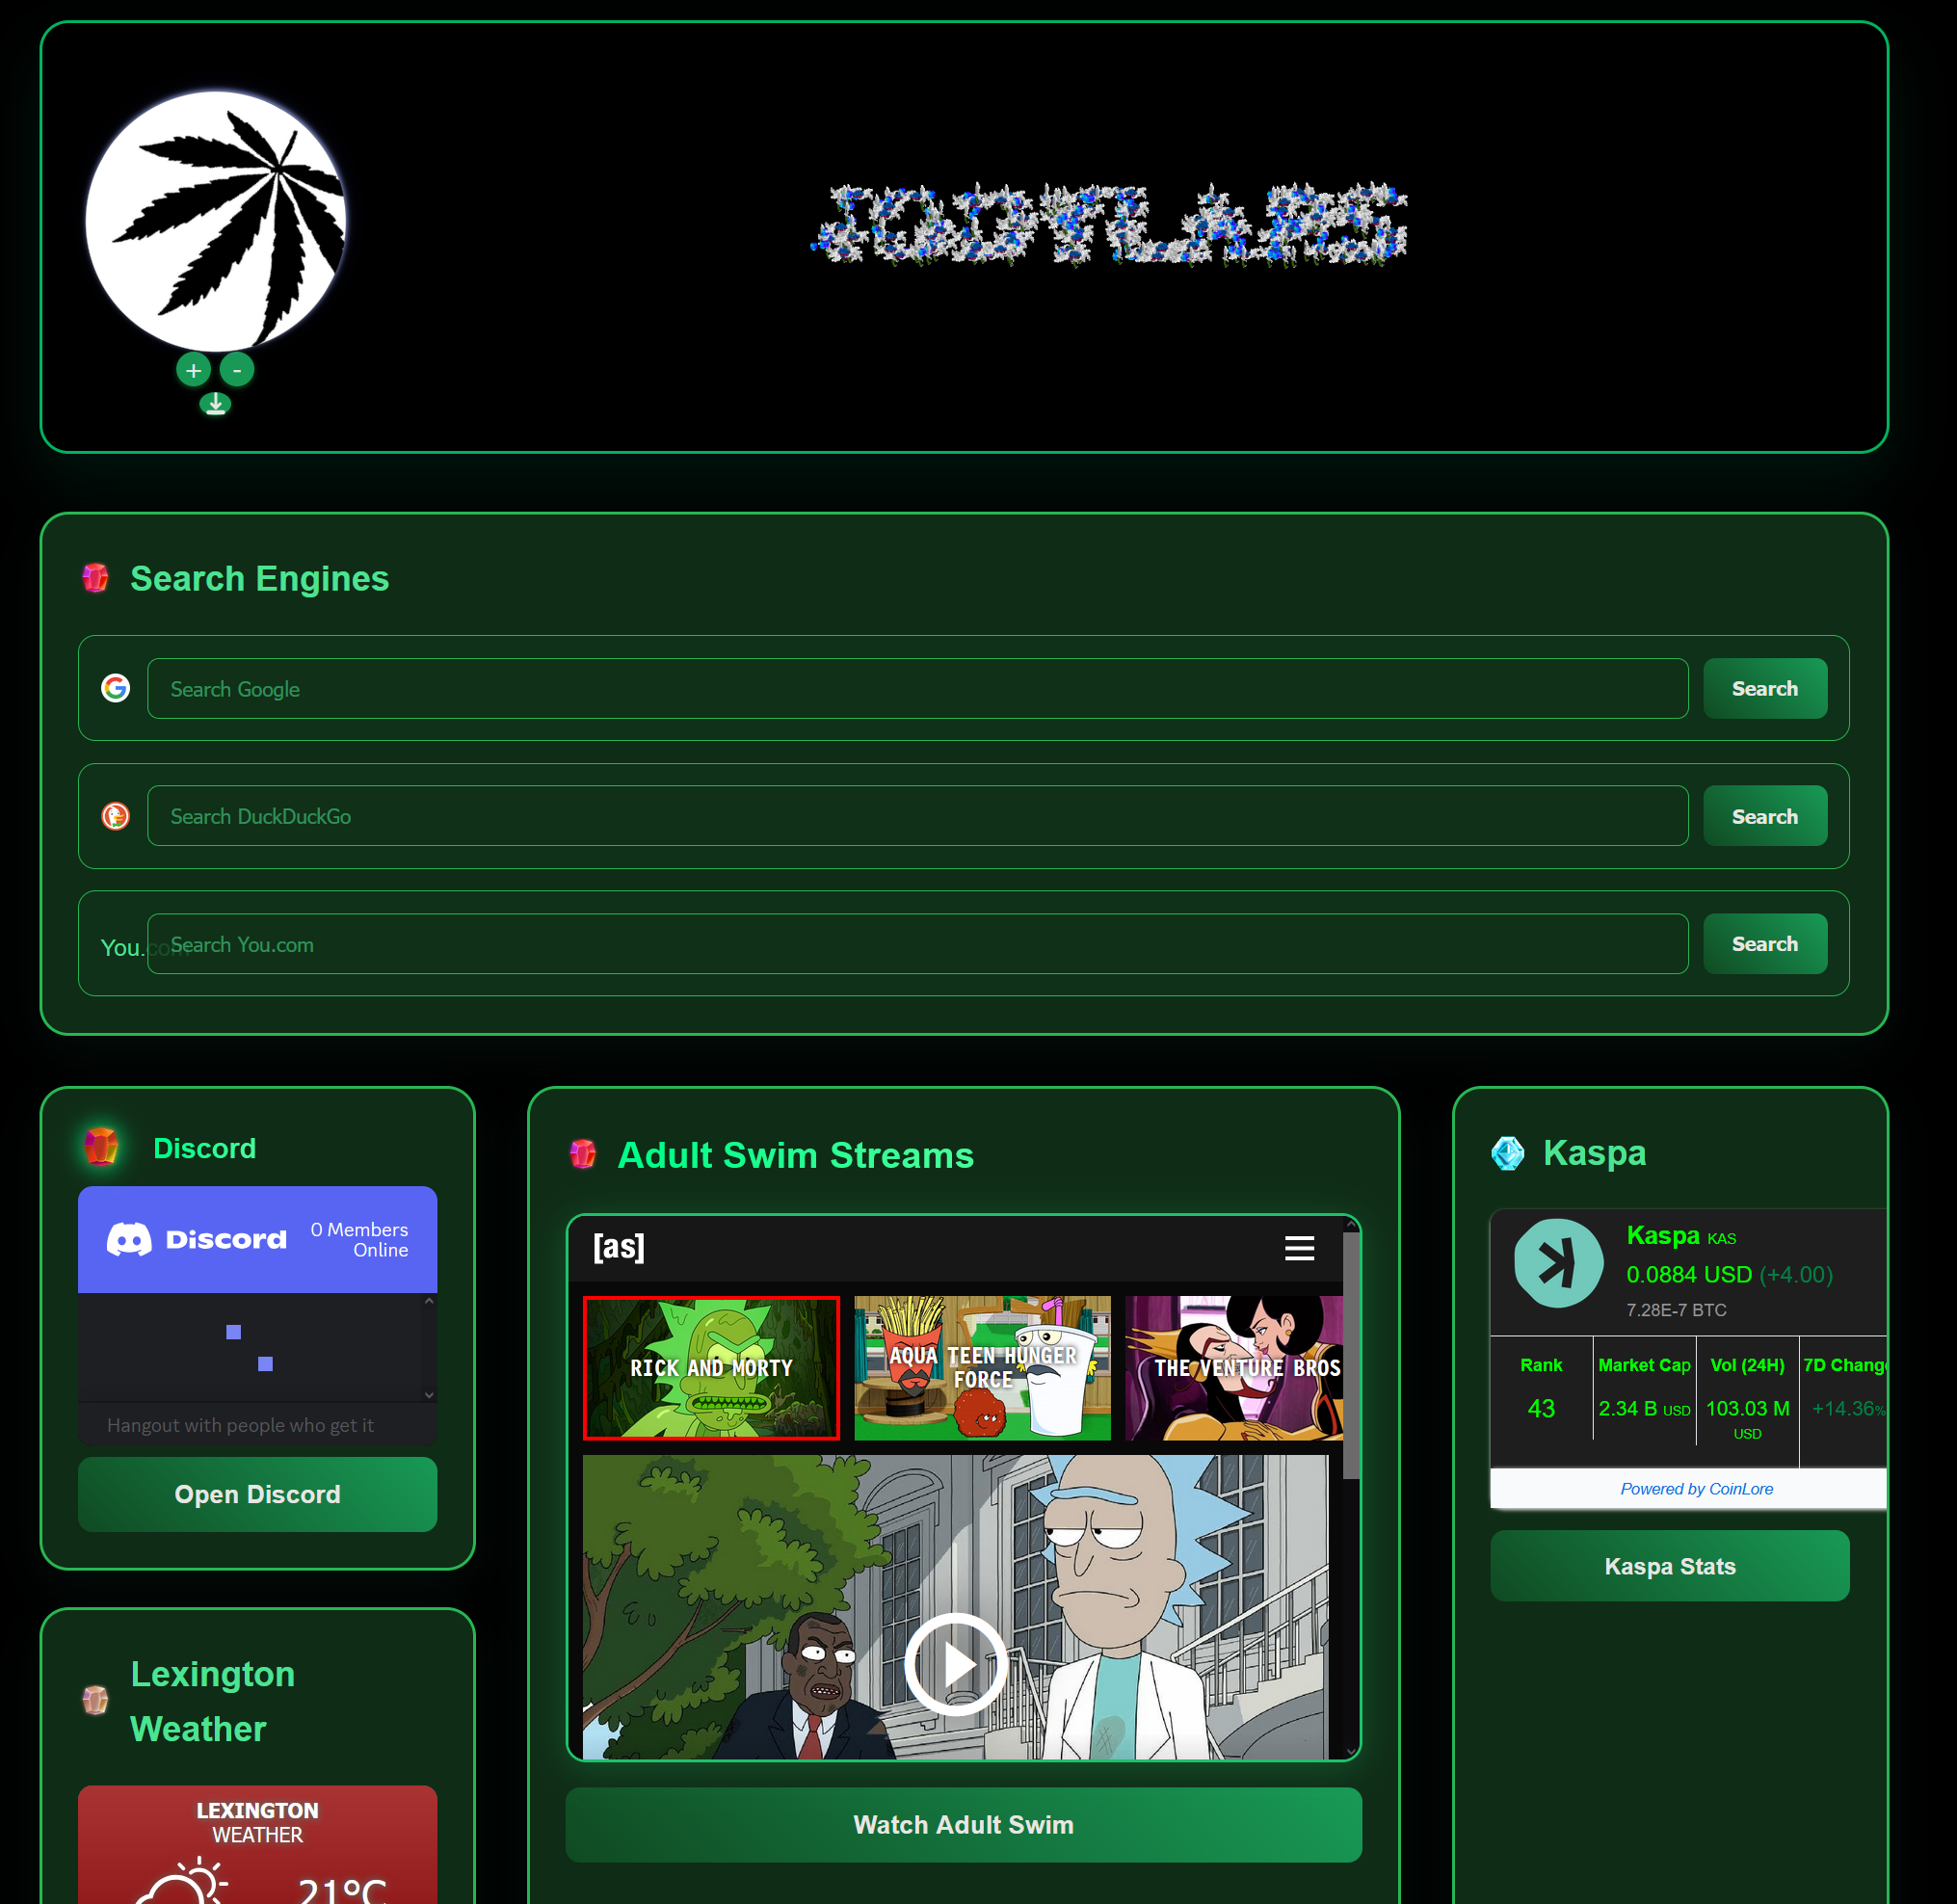 Search Engines
Search Google
Search
Search DuckDuckGo
Search
You.com
Search You.com
Search
Discord
Discord
0 Members
Online
Hangout with people who get it
Open Discord
Lexington
Weather
LEXINGTON
WEATHER
21°C
Adult Swim Streams
[as]
RICK AND MORTY
AQUA TEEN HUNGER
FORCE
THE VENTURE BROS
Watch Adult Swim
Kaspa
Kaspa KAS
0.0884 USD (+4.00)
7.28E-7 BTC
Rank Market Cap Vol (24H) 7D Change
43 2.34 B USD 103.03 M +14.36%
USD
Powered by CoinLore
Kaspa Stats